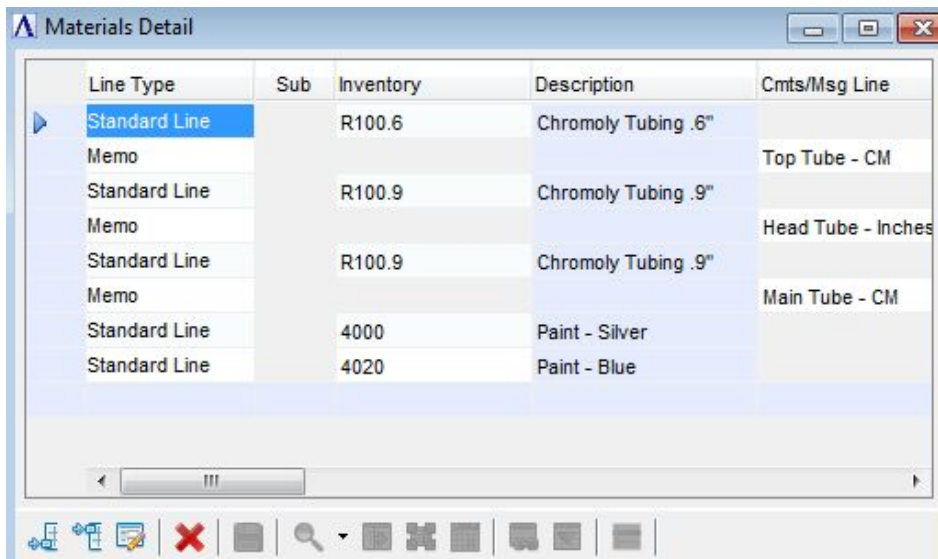 Materials Detail
Line Type Sub Inventory Description Cmts/Msg Line
Standard Line R100.6 Chromoly Tubing .6"
Memo Top Tube - CM
Standard Line R100.9 Chromoly Tubing .9"
Memo Head Tube - Inches
Standard Line R100.9 Chromoly Tubing .9"
Memo Main Tube - CM
Standard Line 4000 Paint - Silver
Standard Line 4020 Paint - Blue